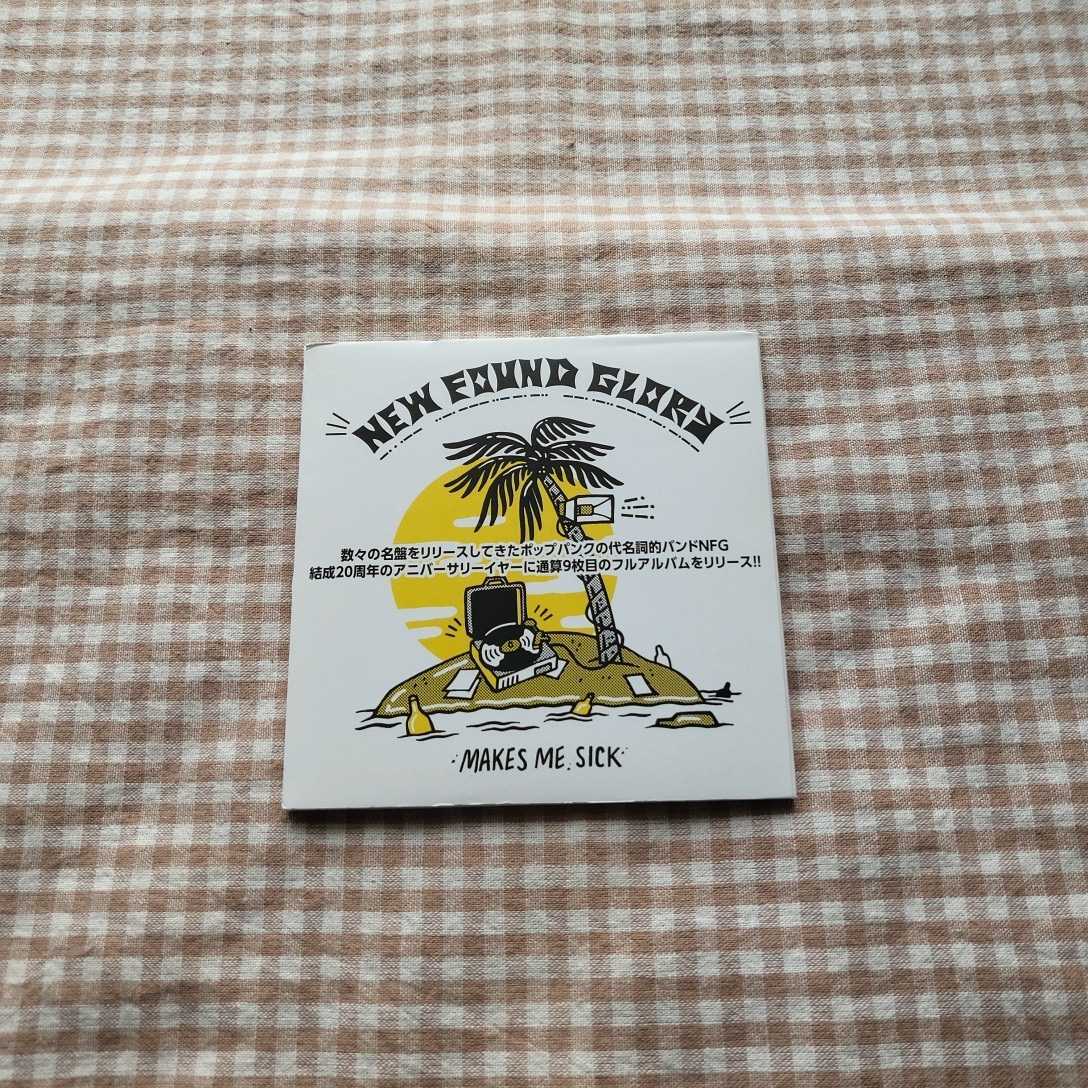 NEW FOUND GLORY
数々の名盤をリリースしてきたポップパンクの代名詞的バンドNFG
結成20周年のアニバーサリーイヤーに通算9枚目のフルアルバムをリリース!!
MAKES ME SICK